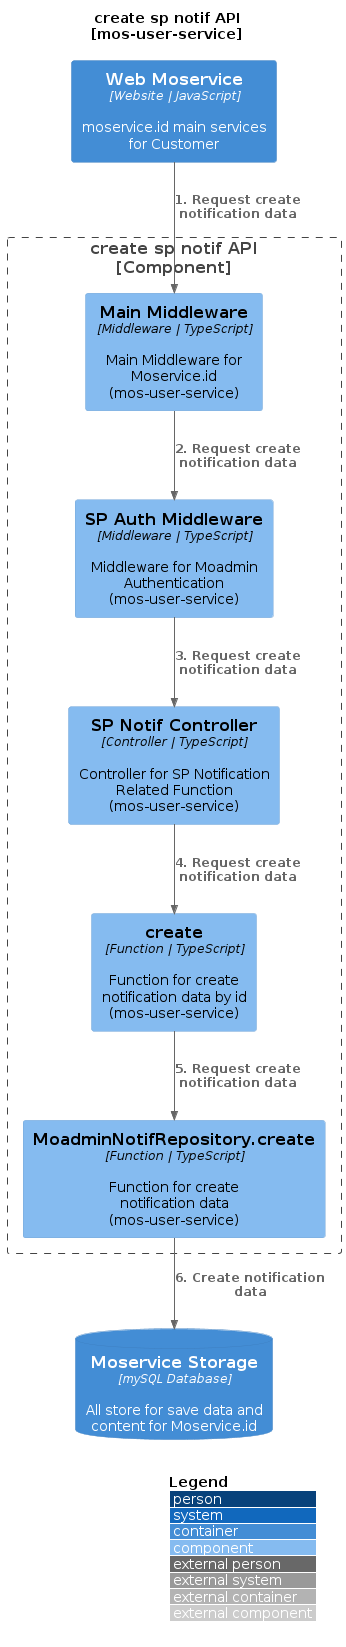 create sp notif API
[mos-user-service]
Web Moservice
[Website | JavaScript]
moservice.id main services
for Customer
1. Request create
notification data
create sp notif API
[Component]
Main Middleware
[Middleware | TypeScript]
Main Middleware for
Moservice.id
(mos-user-service)
2. Request create
notification data
SP Auth Middleware
[Middleware | TypeScript]
Middleware for Moadmin
Authentication
(mos-user-service)
3. Request create
notification data
SP Notif Controller
[Controller | TypeScript]
Controller for SP Notification
Related Function
(mos-user-service)
4. Request create
notification data
create
[Function | TypeScript]
Function for create
notification data by id
(mos-user-service)
5. Request create
notification data
MoadminNotifRepository.create
[Function | TypeScript]
Function for create
notification data
(mos-user-service)
6. Create notification
data
Moservice Storage
[mySQL Database]
All store for save data and
content for Moservice.id
Legend
person
system
container
component
external person
external system
external container
external component